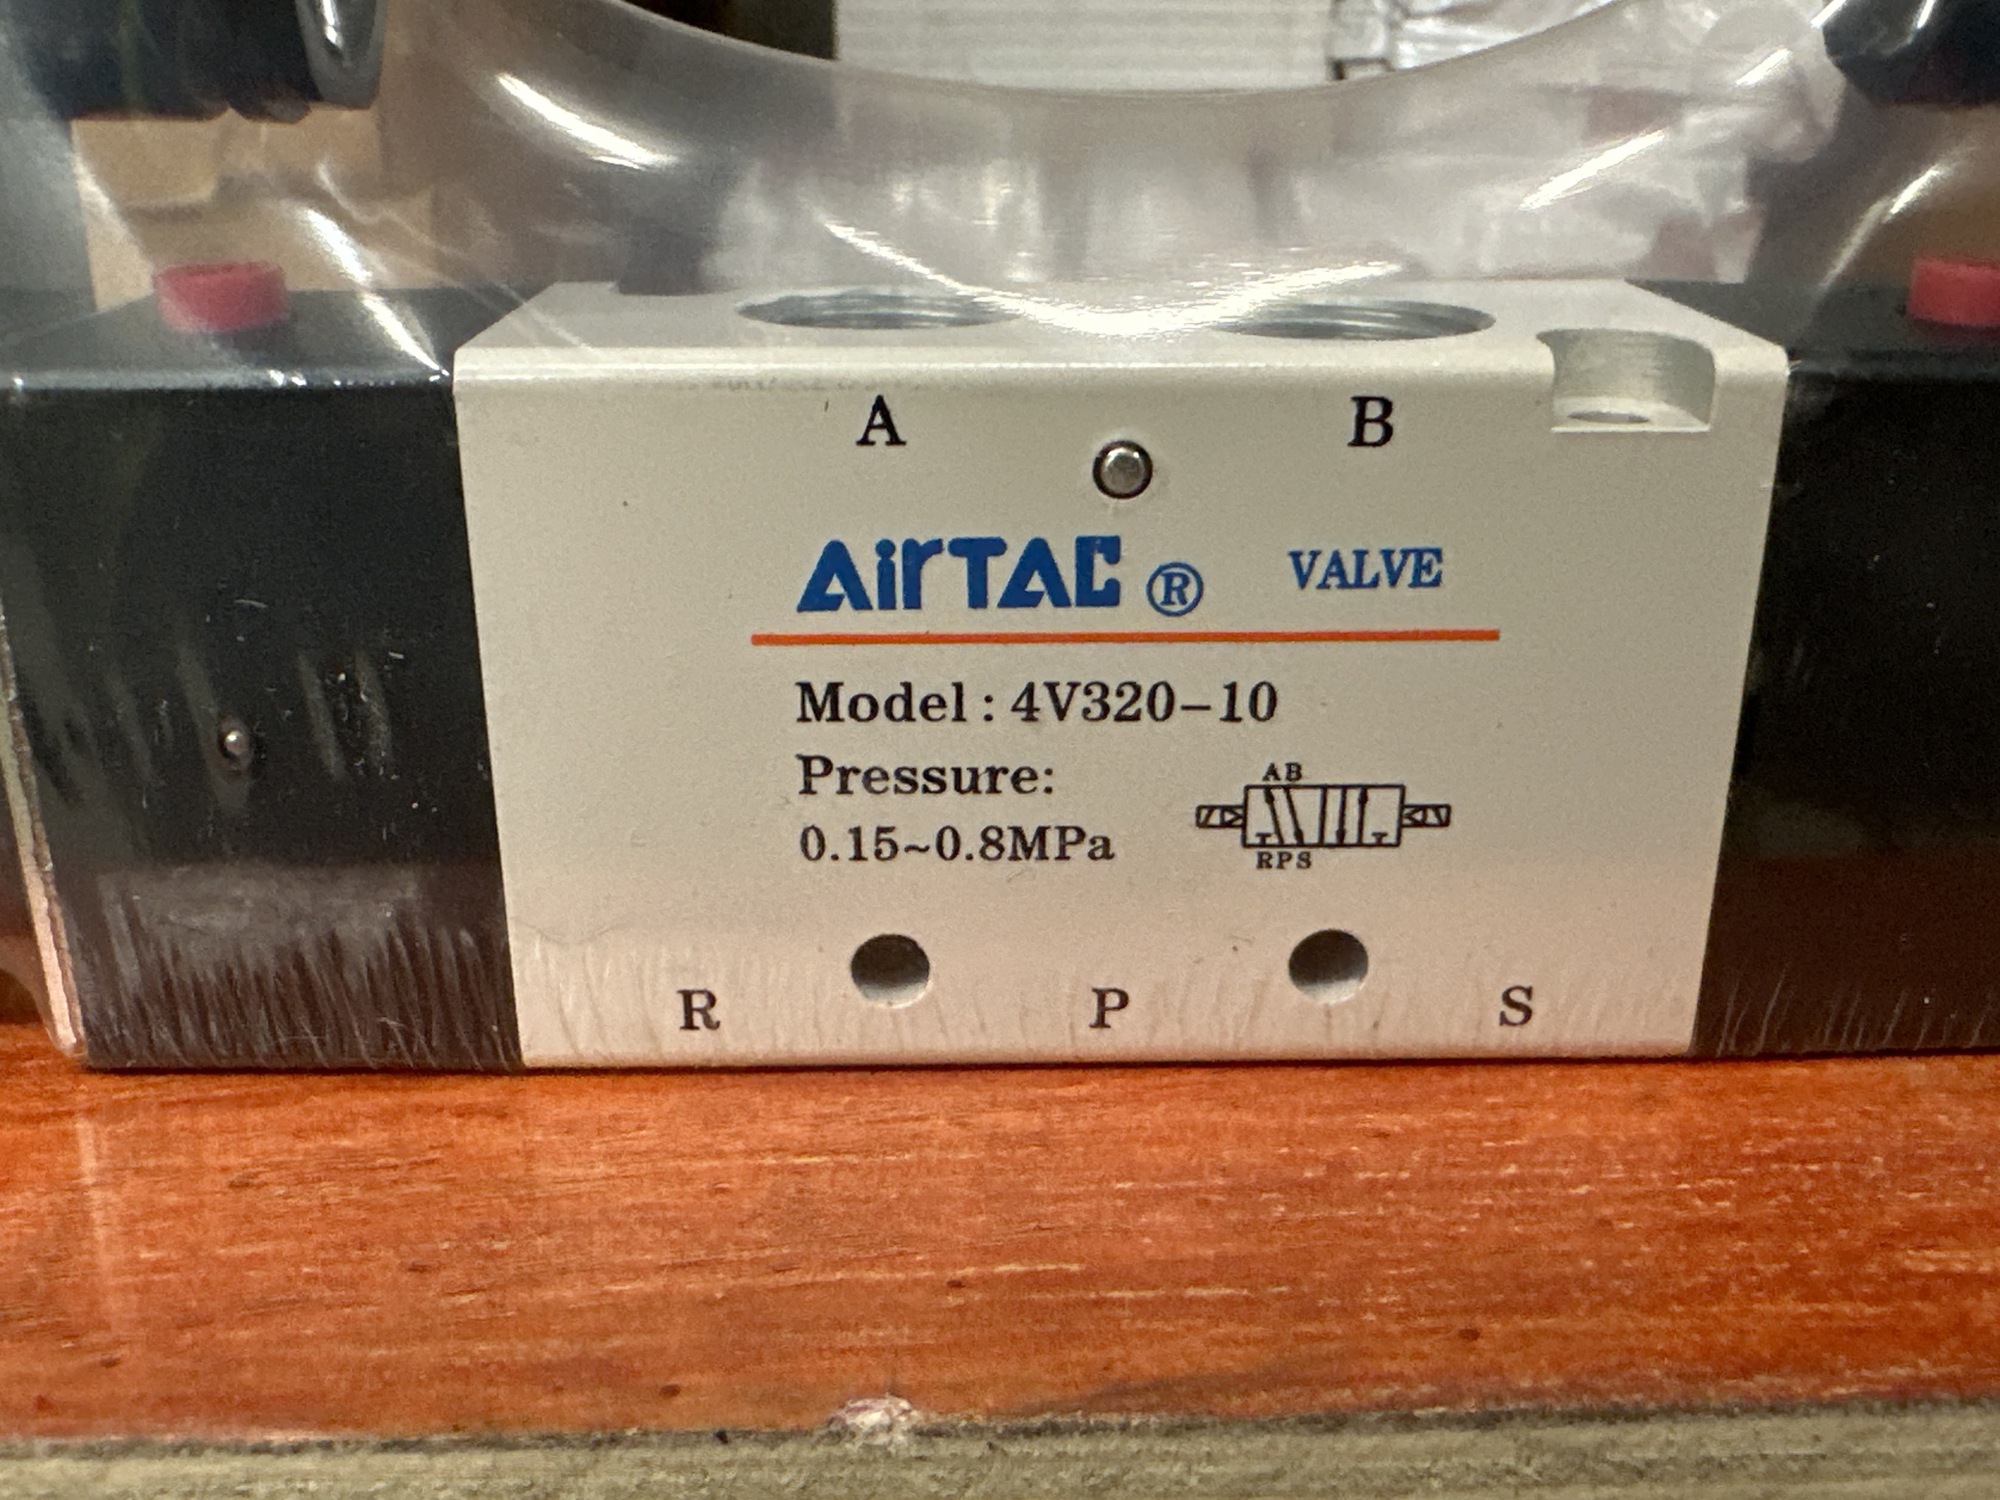 A B
AirTAC ® VALVE
Model : 4V320-10
Pressure:
0.15~0.8MPa
AB
RPS
R P S